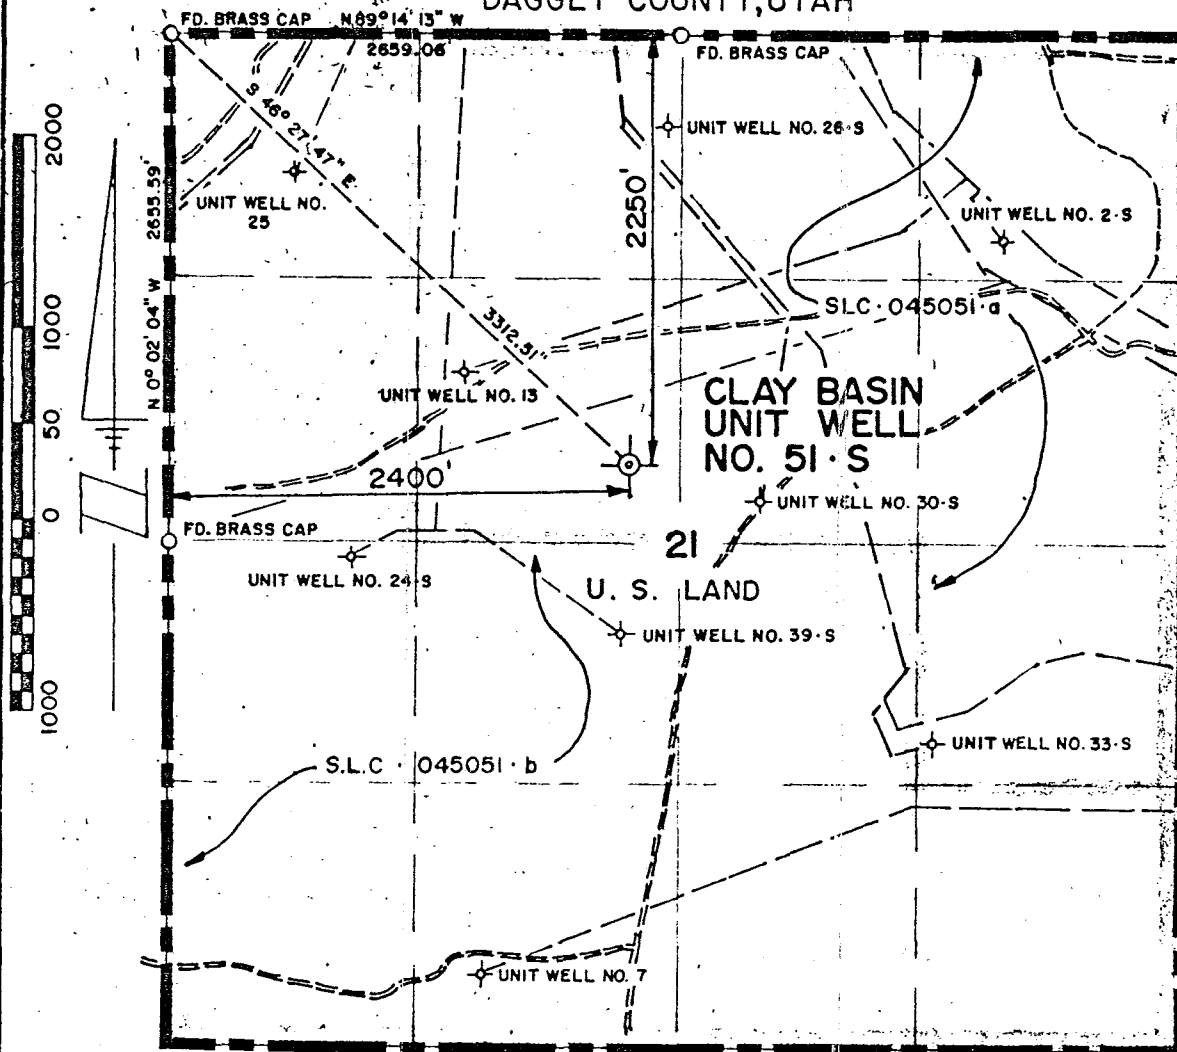 DAGGET COUNTY, UTAH
FD. BRASS CAP
N 89° 14' 13" W
2659.06
FD. BRASS CAP
S 46° 27' 47" E
2000
UNIT WELL NO. 26-S
2655.59'
UNIT WELL NO.
25
2250'
UNIT WELL NO. 2-S
SLC-045051-a
1000
3312.51"
N 0° 02' 04" W
UNIT WELL NO. 13
CLAY BASIN
UNIT WELL
NO. 51-S
50
2400'
UNIT WELL NO. 30-S
0
FD. BRASS CAP
21
UNIT WELL NO. 24-S
U. S. LAND
UNIT WELL NO. 39-S
1000
UNIT WELL NO. 33-S
S.L.C - 045051-b
UNIT WELL NO. 7